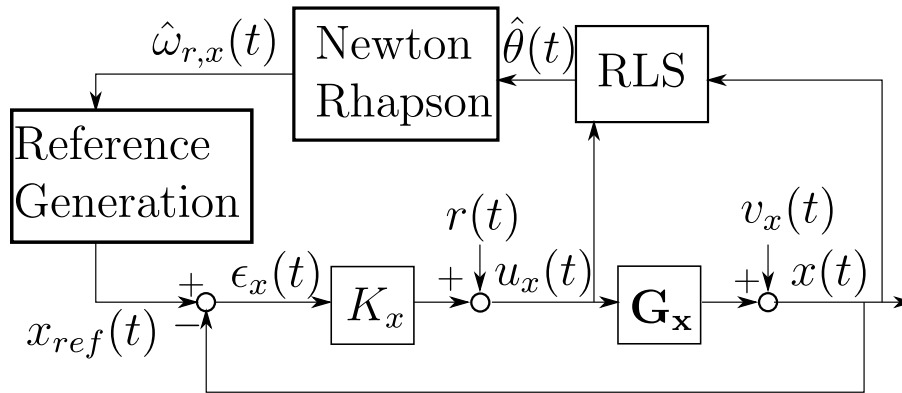 ω̂_{r,x}(t)
Newton
Rhapson
θ̂(t)
RLS
Reference
Generation
r(t)
v_x(t)
+
ϵ_x(t)
+
u_x(t)
+
x(t)
K_x
G_x
x_{ref}(t)
−